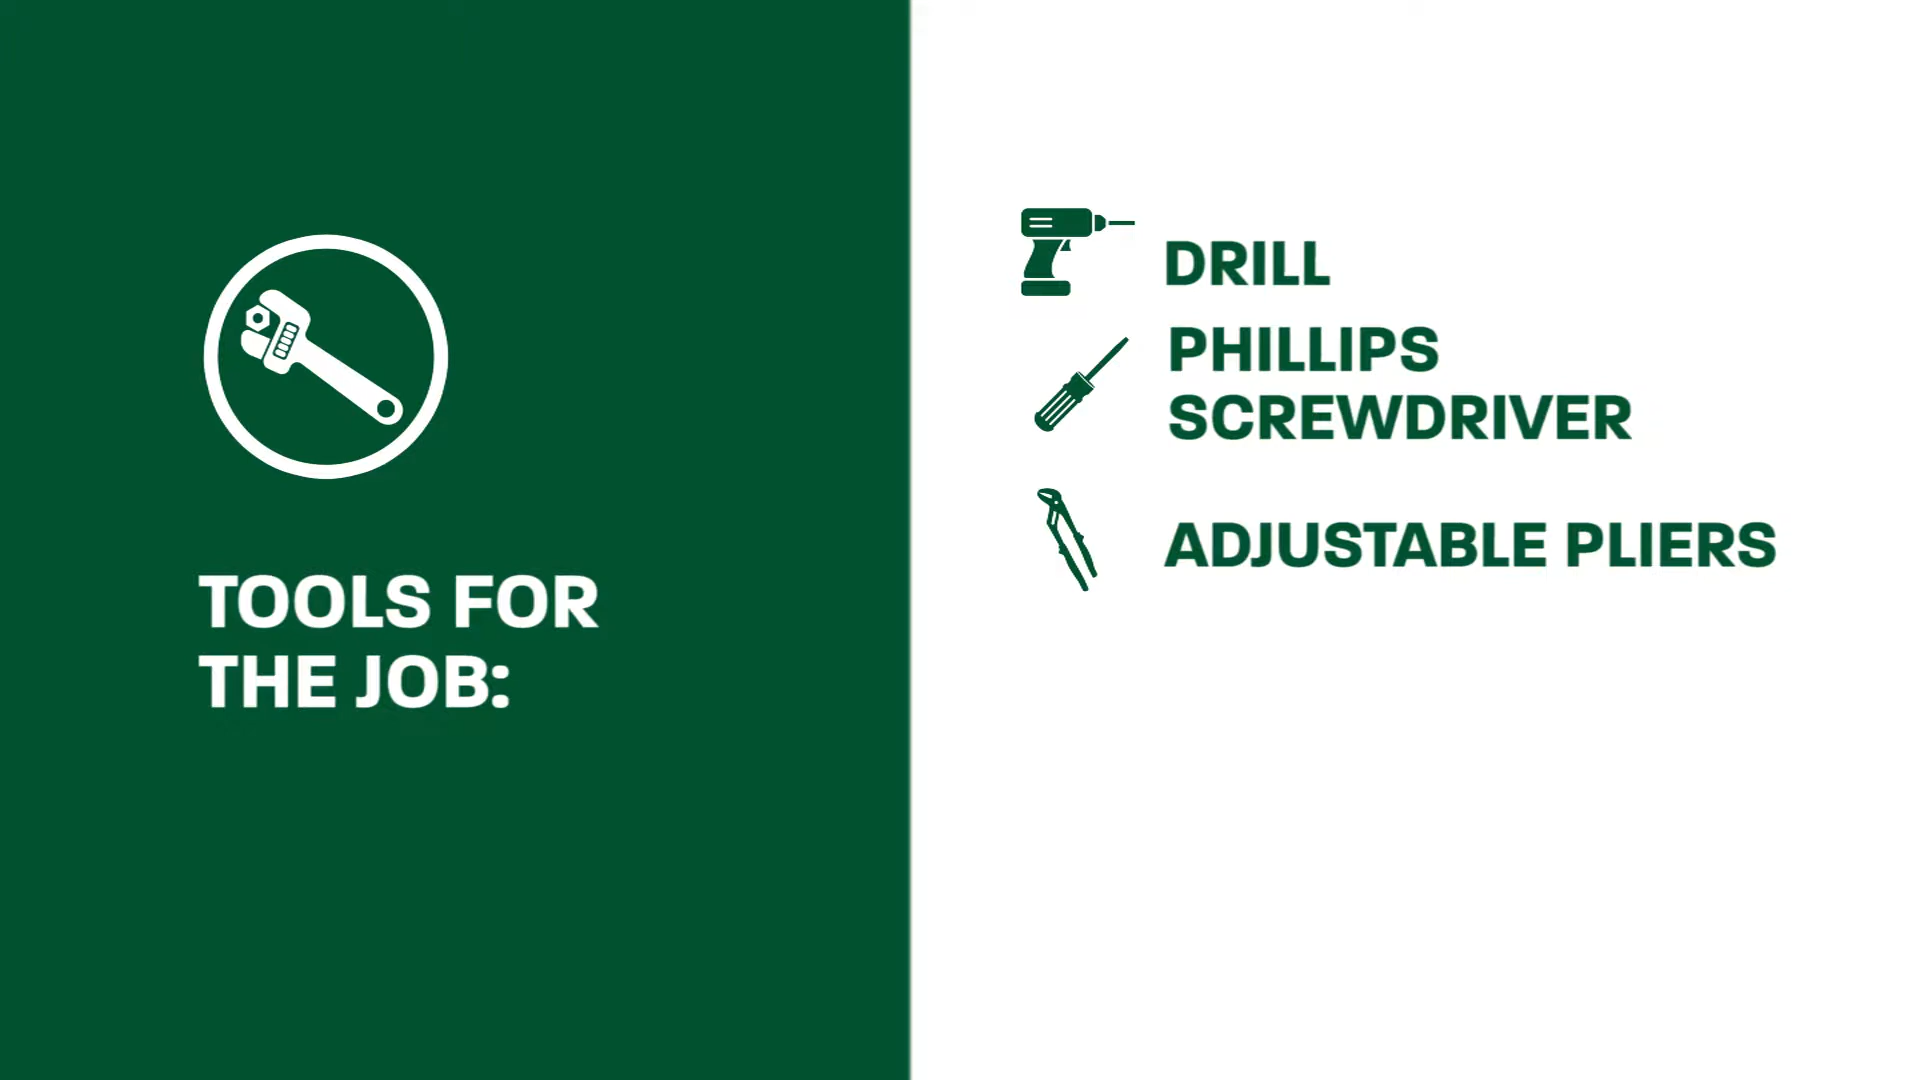 TOOLS FOR
THE JOB:
DRILL
PHILLIPS
SCREWDRIVER
ADJUSTABLE PLIERS